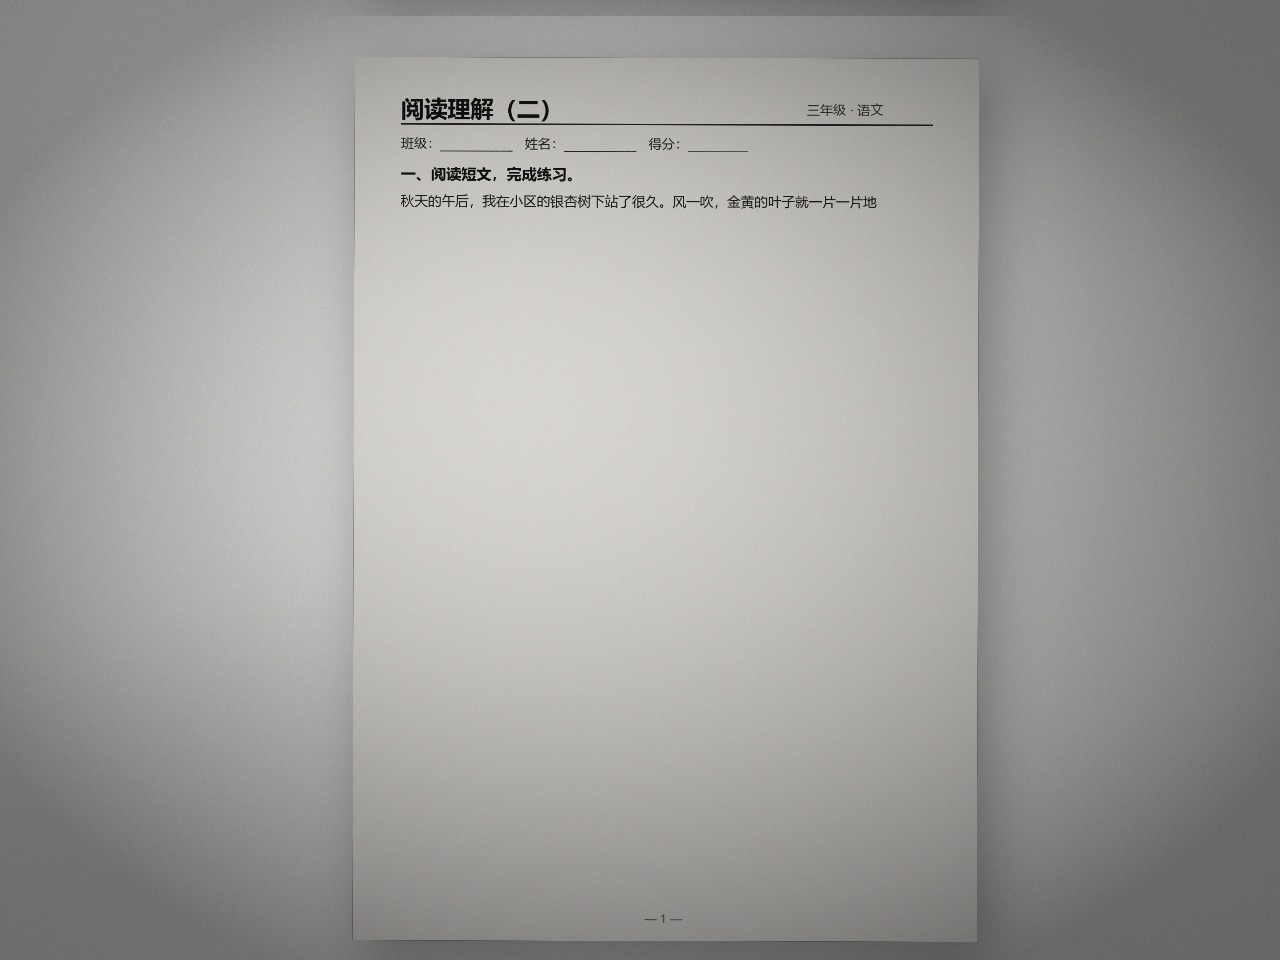 阅读理解（二）
三年级 · 语文
班级：__________ 姓名：__________ 得分：________
一、阅读短文，完成练习。
秋天的午后，我在小区的银杏树下站了很久。风一吹，金黄的叶子就一片一片地
— 1 —